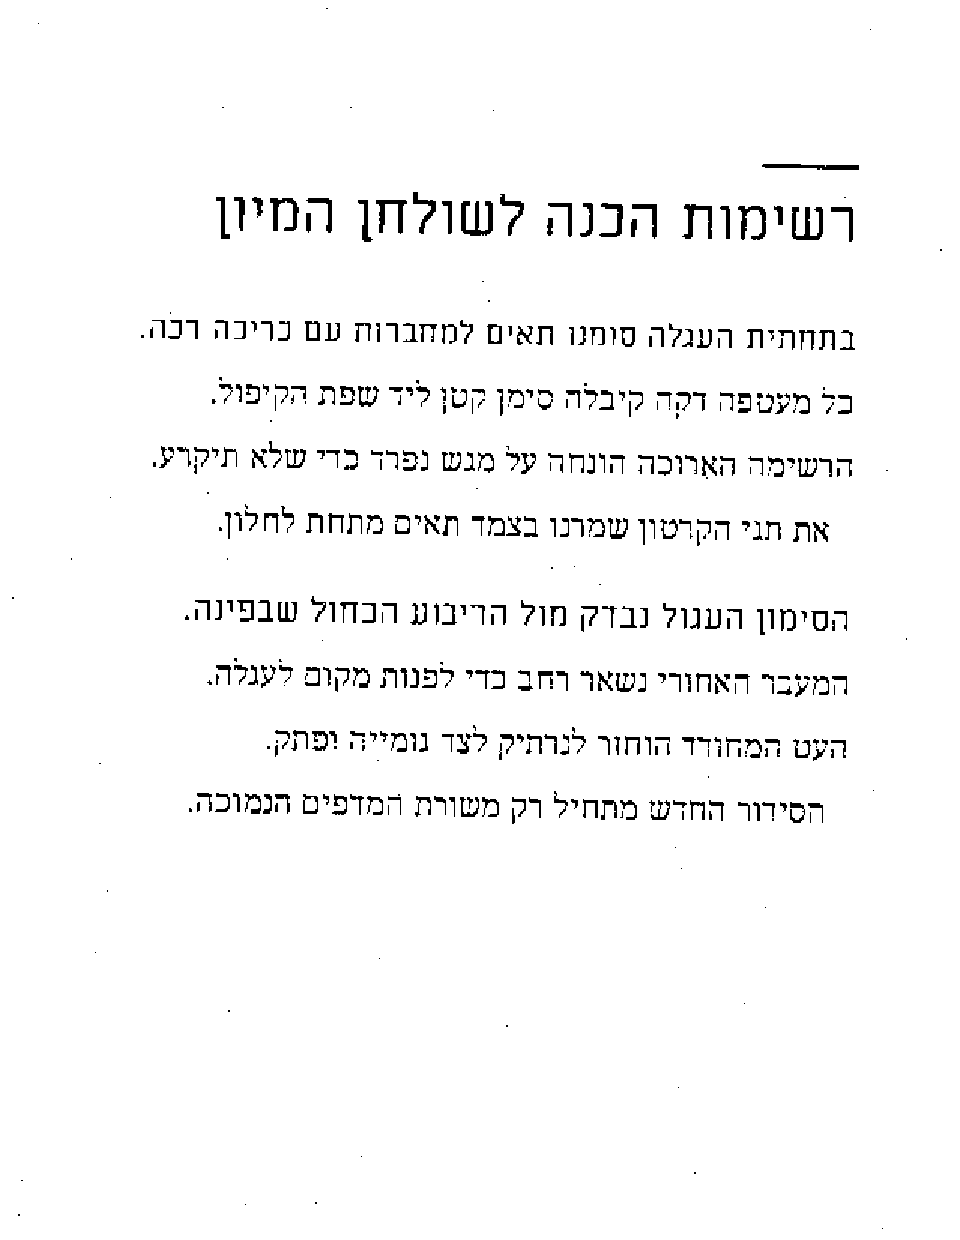 רשימות הכנה לשולחן המיון
בתחתית העגלה סימנו תאים למחברות עם כריכה רכה.
כל מעטפה דקה קיבלה סימן קטן ליד שפת הקיפול.
הרשימה הארוכה הונחה על מגש נפרד כדי שלא תיקרע.
את תגי הקרטון שמרנו בצמד תאים מתחת לחלון.
הסימון העגול נבדק מול הריבוע הכחול שבפינה.
המעבר האחורי נשאר רחב כדי לפנות מקום לעגלה.
העט המחודד הוחזר לנרתיק לצד גומייה ופתק.
הסידור החדש מתחיל רק משורת המדפים הנמוכה.